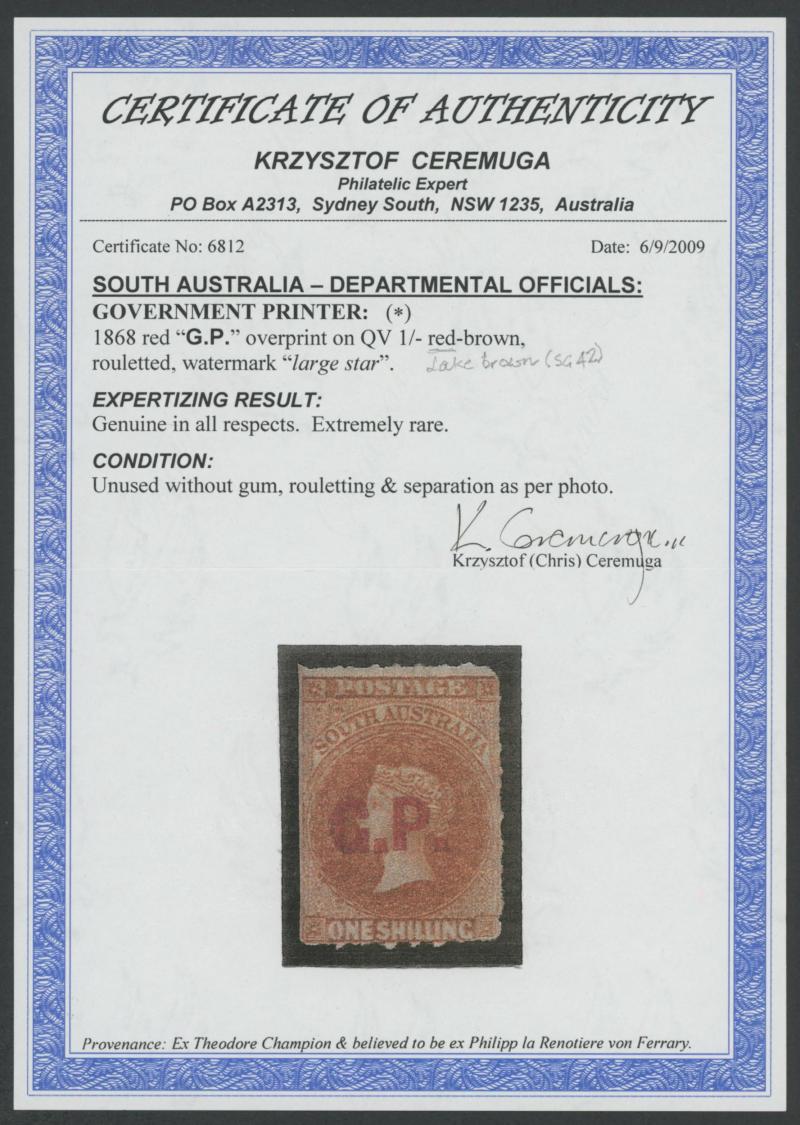 CERTIFICATE OF AUTHENTICITY
KRZYSZTOF CEREMUGA
Philatelic Expert
PO Box A2313, Sydney South, NSW 1235, Australia
Certificate No: 6812 Date: 6/9/2009
SOUTH AUSTRALIA – DEPARTMENTAL OFFICIALS:
GOVERNMENT PRINTER: (*)
1868 red “G.P.” overprint on QV 1/- red-brown,
rouletted, watermark “large star”. Lake brown (SG 42)
EXPERTIZING RESULT:
Genuine in all respects. Extremely rare.
CONDITION:
Unused without gum, rouletting & separation as per photo.
K. Ceremuga
Krzysztof (Chris) Ceremuga
POSTAGE
SOUTH AUSTRALIA
G.P.
ONE SHILLING
Provenance: Ex Theodore Champion & believed to be ex Philipp la Renotiere von Ferrary.